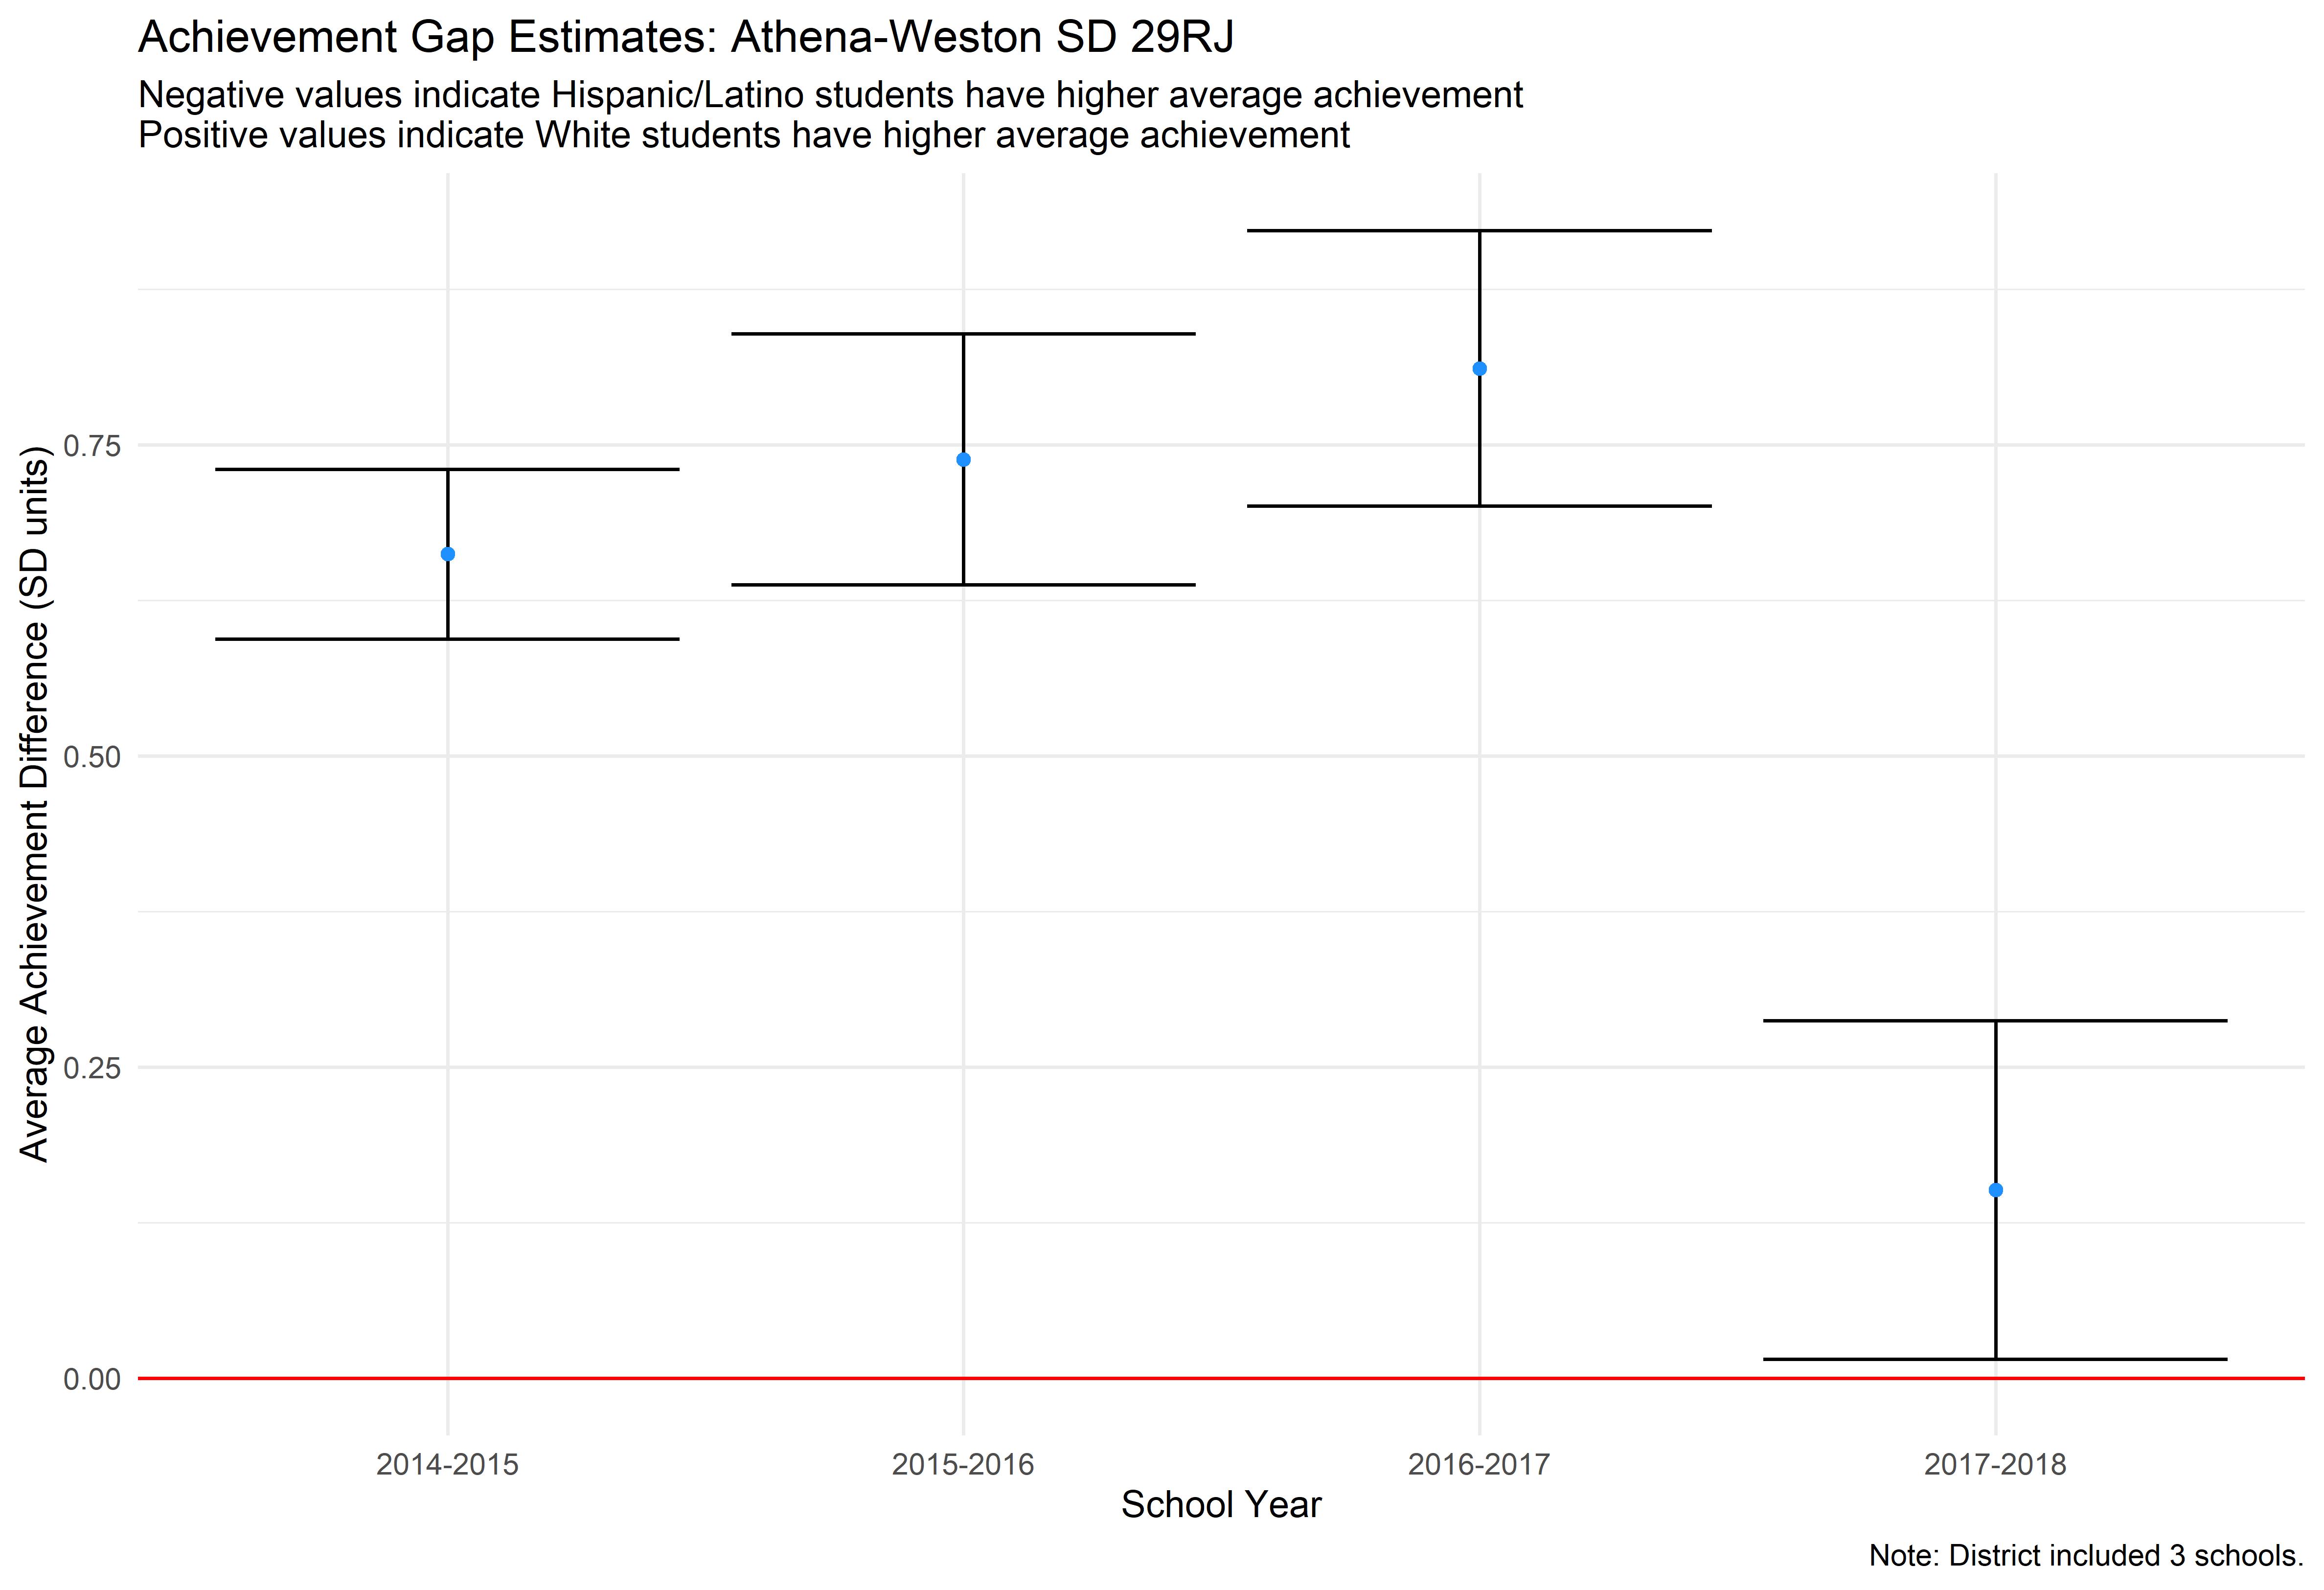 Achievement Gap Estimates: Athena-Weston SD 29RJ
Negative values indicate Hispanic/Latino students have higher average achievement
Positive values indicate White students have higher average achievement
Average Achievement Difference (SD units)
0.75
0.50
0.25
0.00
2014-2015
2015-2016
2016-2017
2017-2018
School Year
Note: District included 3 schools.